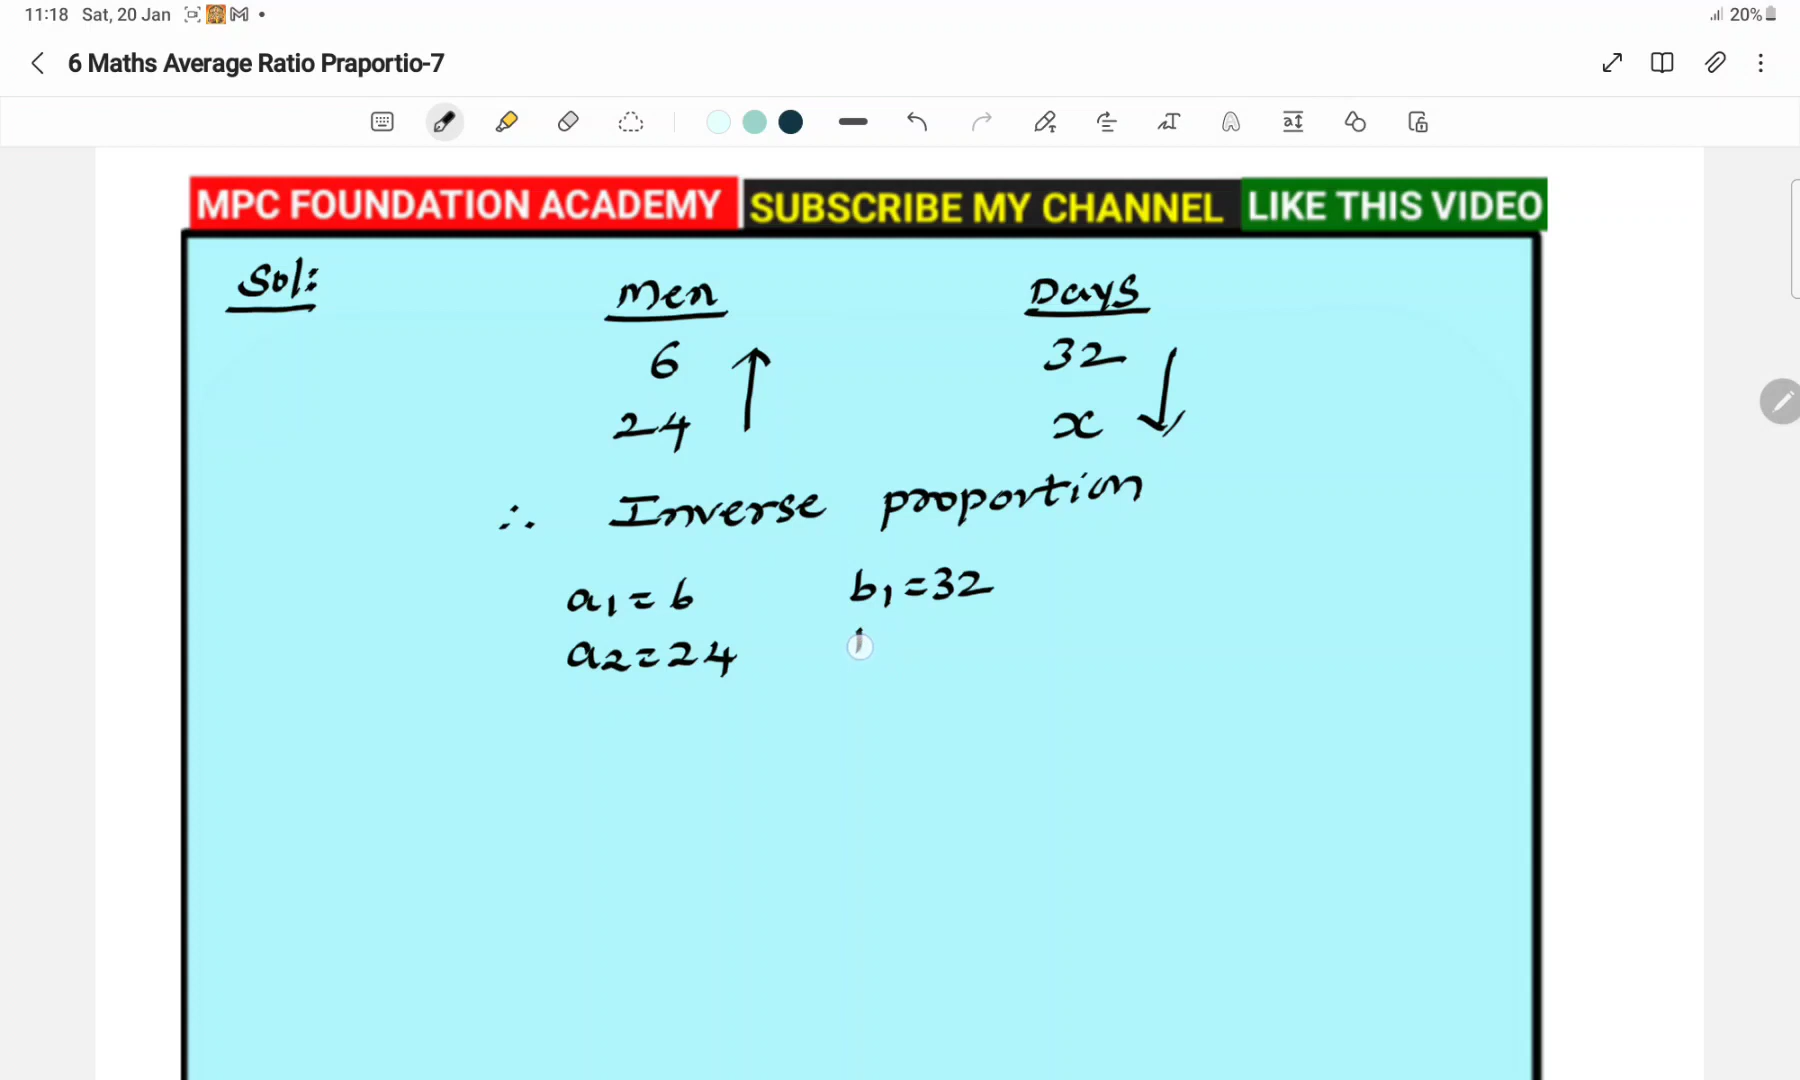 11:18 Sat, 20 Jan
20%
6 Maths Average Ratio Praportio-7
MPC FOUNDATION ACADEMY SUBSCRIBE MY CHANNEL LIKE THIS VIDEO
Sol:
Men Days
6 32
24 x
∴ Inverse proportion
a1 = 6 b1 = 32
a2 = 24